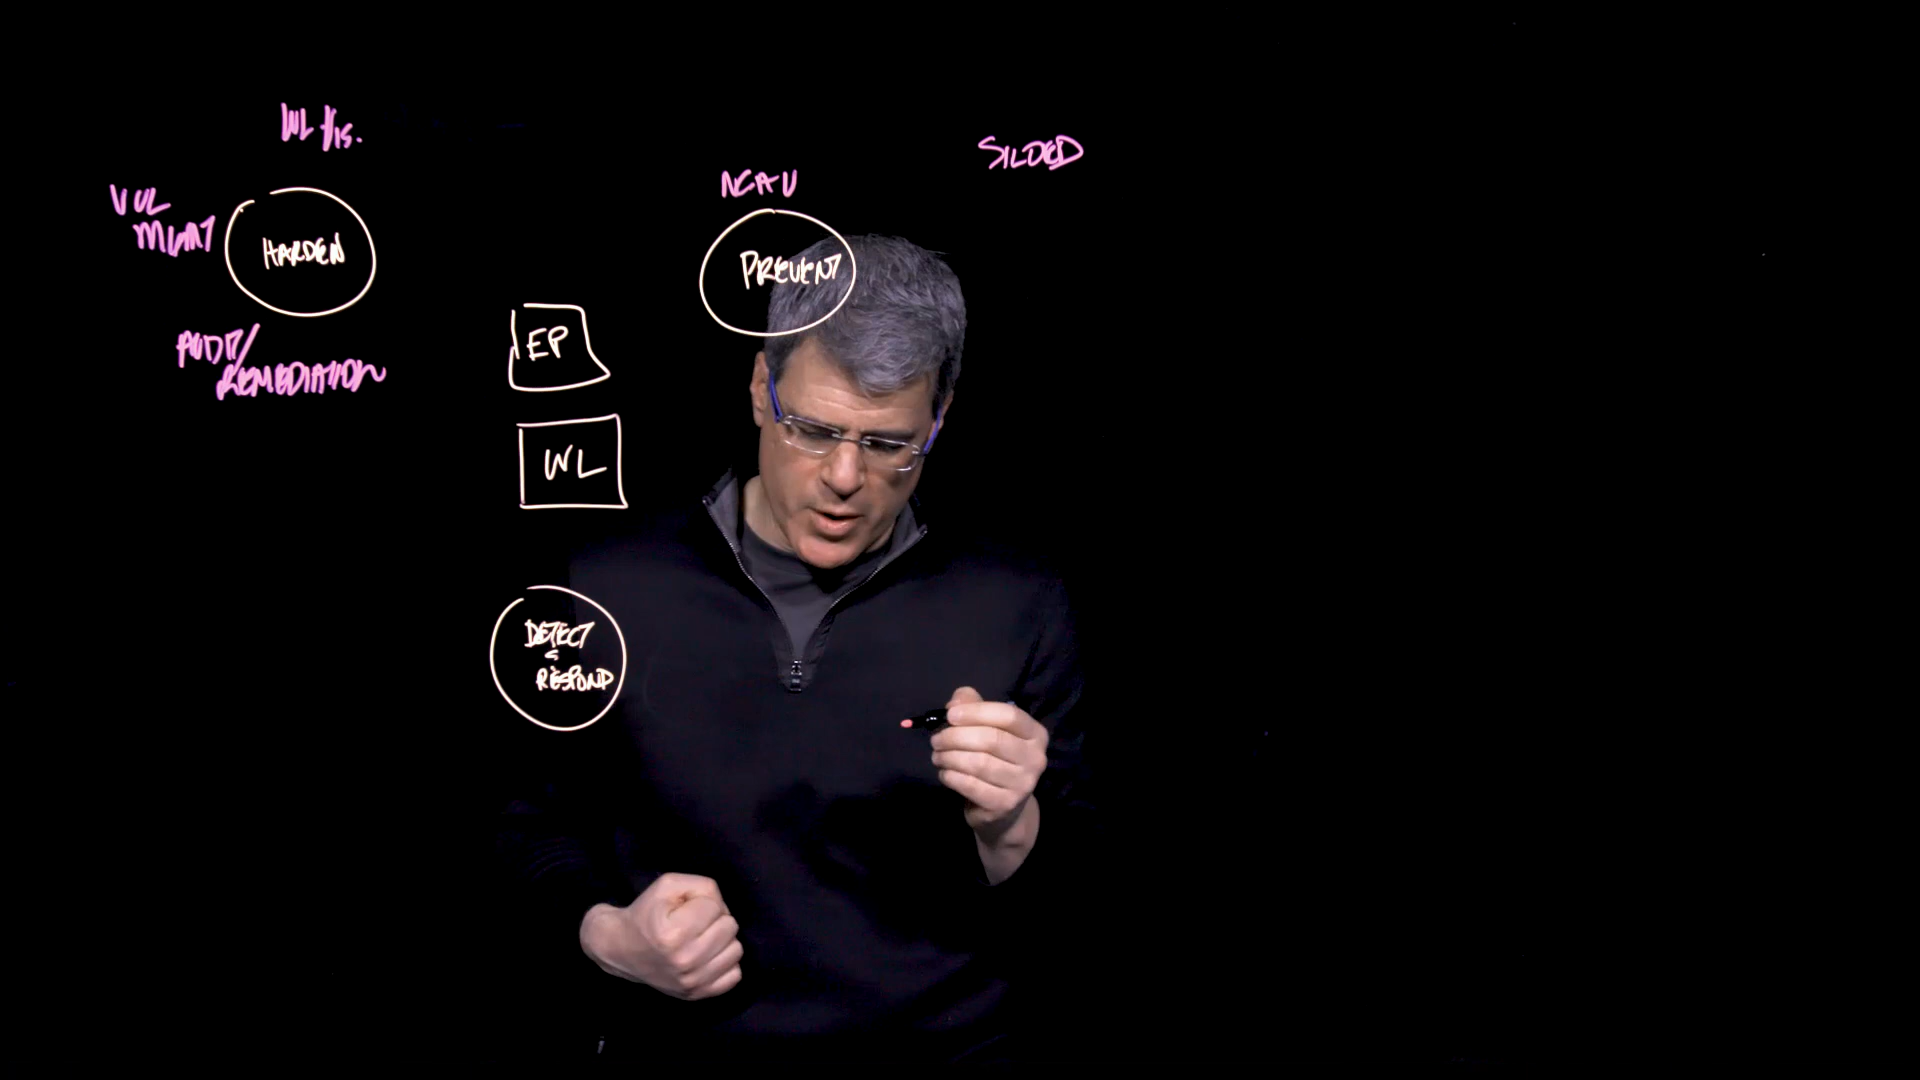 WL Vis.
VUL
MGMT
HARDEN
AUDIT/
REMEDIATION
NGAV
PREVENT
SILOED
EP
WL
DETECT
&
RESPOND